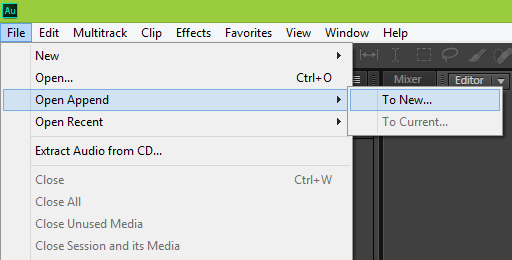 Au
File Edit Multitrack Clip Effects Favorites View Window Help
New
Open... Ctrl+O
Mixer Editor
Open Append To New...
Open Recent To Current...
Extract Audio from CD...
Close Ctrl+W
Close All
Close Unused Media
Close Session and its Media